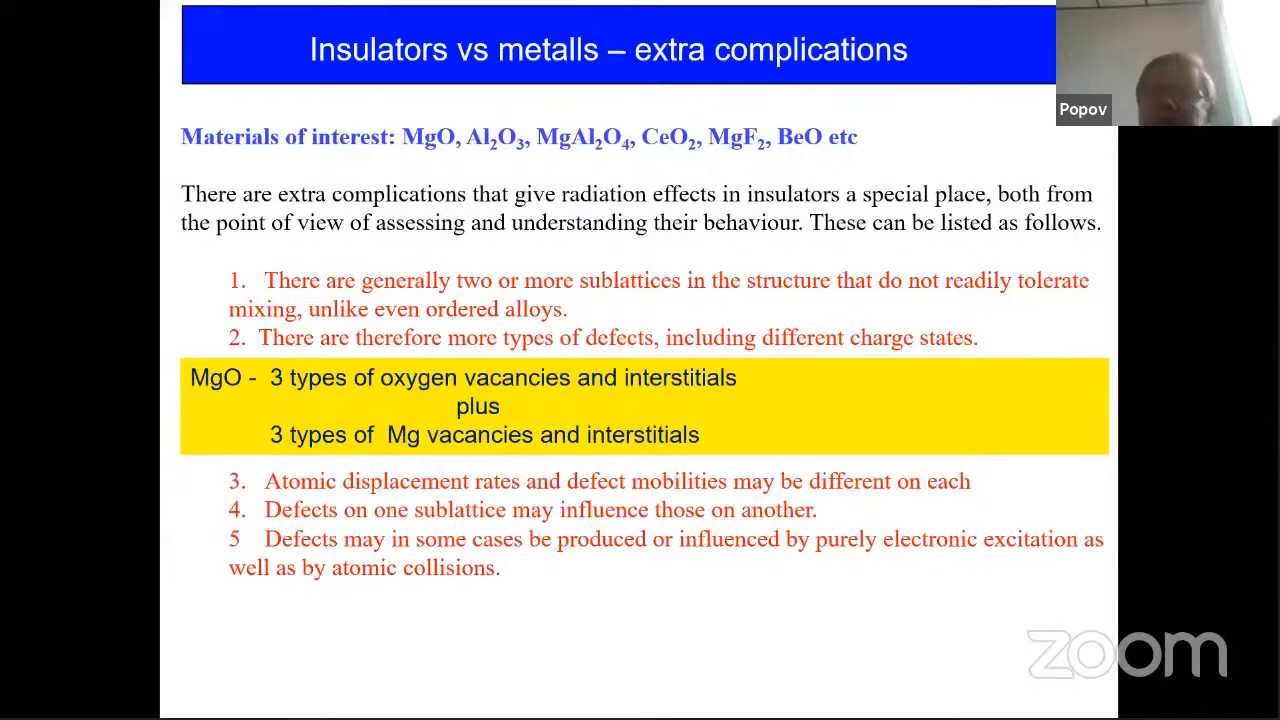 Insulators vs metalls – extra complications
Popov
Materials of interest: MgO, Al₂O₃, MgAl₂O₄, CeO₂, MgF₂, BeO etc
There are extra complications that give radiation effects in insulators a special place, both from
the point of view of assessing and understanding their behaviour. These can be listed as follows.
1. There are generally two or more sublattices in the structure that do not readily tolerate
mixing, unlike even ordered alloys.
2. There are therefore more types of defects, including different charge states.
MgO - 3 types of oxygen vacancies and interstitials
plus
3 types of Mg vacancies and interstitials
3. Atomic displacement rates and defect mobilities may be different on each
4. Defects on one sublattice may influence those on another.
5 Defects may in some cases be produced or influenced by purely electronic excitation as
well as by atomic collisions.
zoom